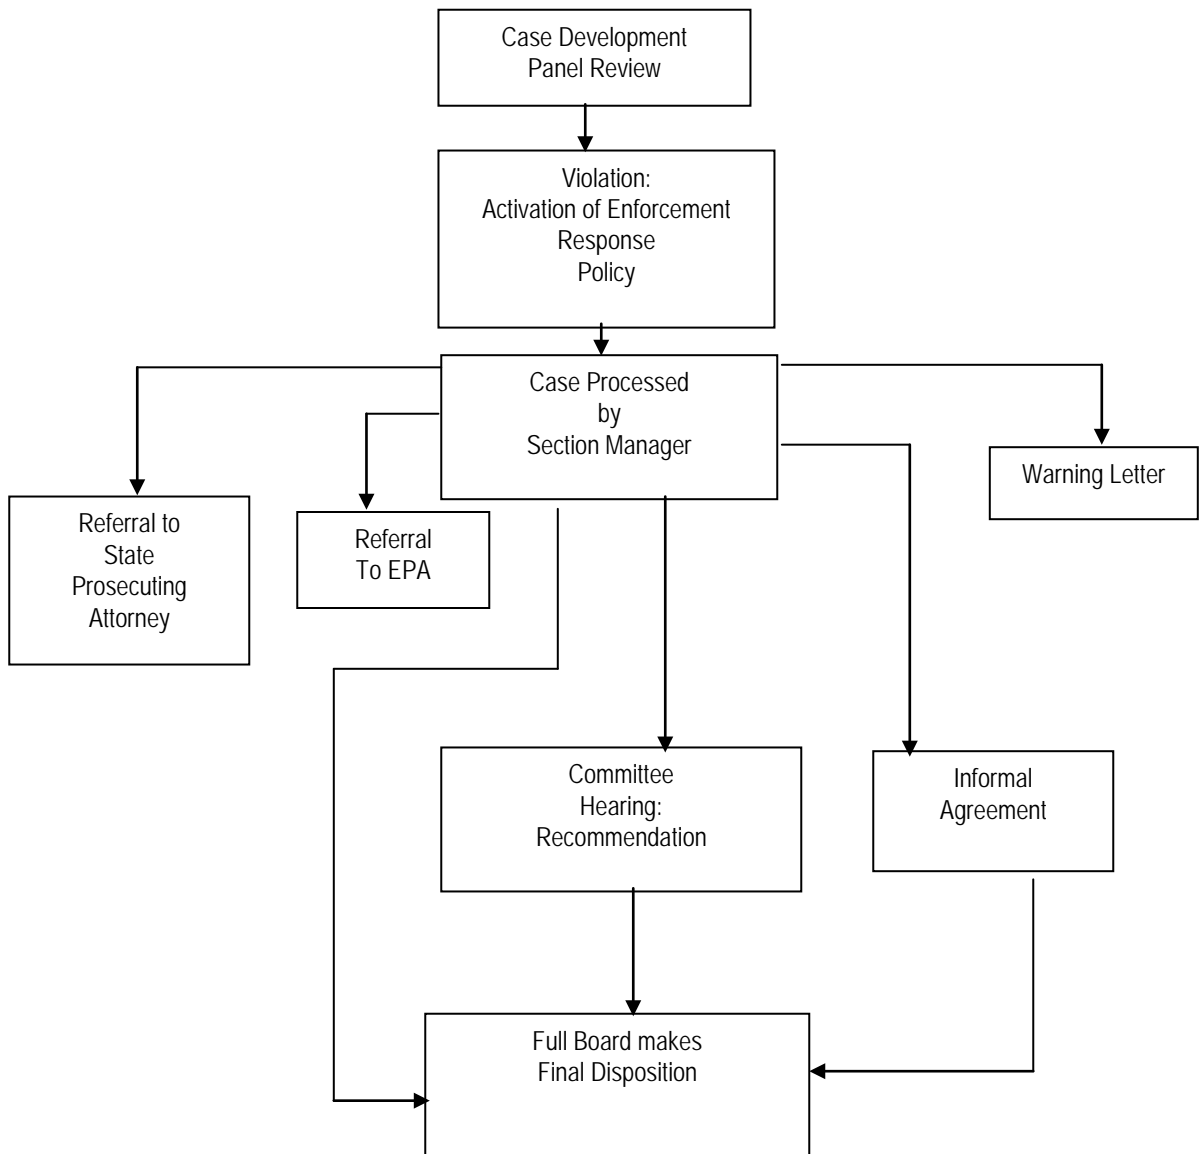 Case Development
Panel Review
Violation:
Activation of Enforcement
Response
Policy
Case Processed
by
Section Manager
Warning Letter
Referral to
State
Prosecuting
Attorney
Referral
To EPA
Committee
Hearing:
Recommendation
Informal
Agreement
Full Board makes
Final Disposition